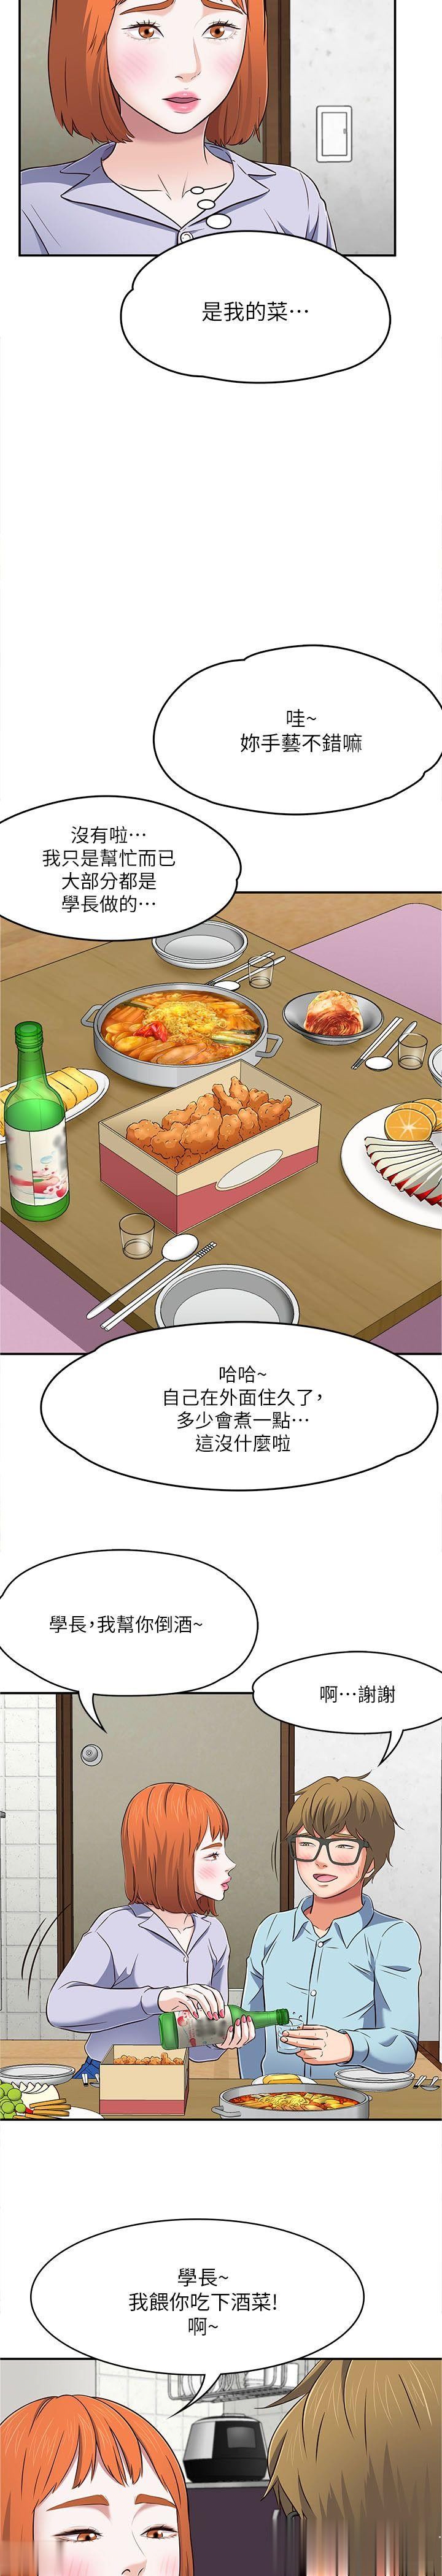 是我的菜…
哇~
妳手藝不錯嘛
沒有啦…
我只是幫忙而已
大部分都是
學長做的…
哈哈~
自己在外面住久了,
多少會煮一點…
這沒什麼啦
學長,我幫你倒酒~
啊…謝謝
學長~
我餵你吃下酒菜!
啊~